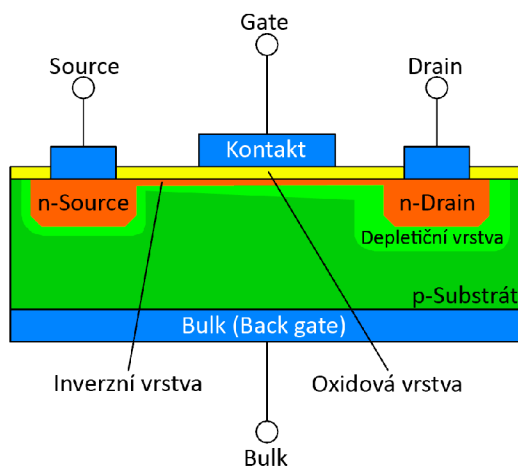 Gate
Source
Drain
Kontakt
n-Source
n-Drain
Depletiční vrstva
p-Substrát
Bulk (Back gate)
Inverzní vrstva
Oxidová vrstva
Bulk